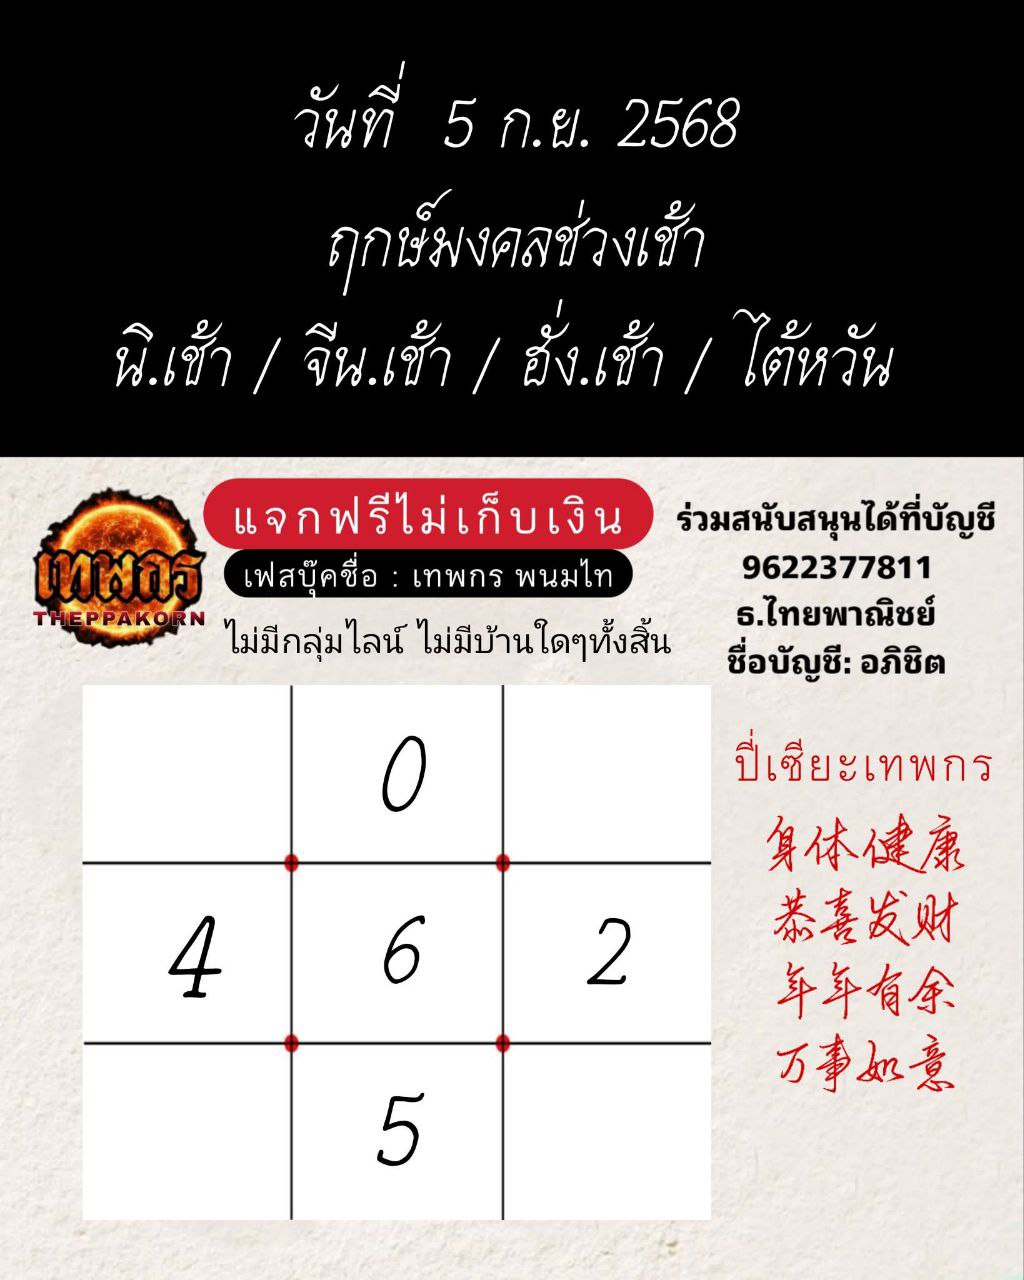 วันที่ 5 ก.ย. 2568
ฤกษ์มงคลช่วงเช้า
นิ.เช้า / จีน.เช้า / ฮั่ง.เช้า / ไต้หวัน
เทพกร
THEPPAKORN
แจกฟรีไม่เก็บเงิน
เฟสบุ๊คชื่อ : เทพกร พนมไท
ไม่มีกลุ่มไลน์ ไม่มีบ้านใดๆทั้งสิ้น
ร่วมสนับสนุนได้ที่บัญชี
9622377811
ธ.ไทยพาณิชย์
ชื่อบัญชี: อภิชิต
0
4 6 2
5
ปี่เซียะเทพกร
身体健康
恭喜发财
年年有余
万事如意